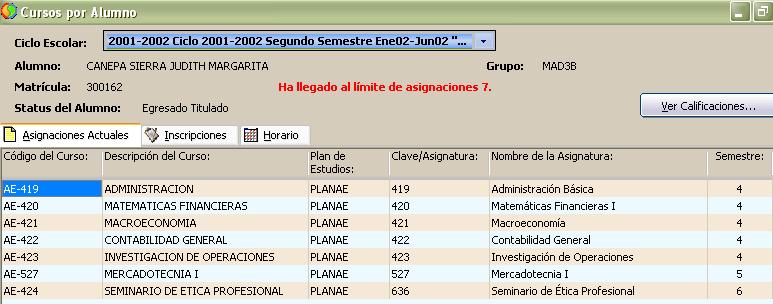 Cursos por Alumno
Ciclo Escolar: 2001-2002 Ciclo 2001-2002 Segundo Semestre Ene02-Jun02 "...
Alumno: CANEPA SIERRA JUDITH MARGARITA Grupo: MAD3B
Matrícula: 300162 Ha llegado al límite de asignaciones 7.
Status del Alumno: Egresado Titulado Ver Calificaciones...
Asignaciones Actuales Inscripciones Horario
Código del Curso: Descripción del Curso: Plan de Estudios: Clave/Asignatura: Nombre de la Asignatura: Semestre:
AE-419 ADMINISTRACION PLANAE 419 Administración Básica 4
AE-420 MATEMATICAS FINANCIERAS PLANAE 420 Matemáticas Financieras I 4
AE-421 MACROECONOMIA PLANAE 421 Macroeconomía 4
AE-422 CONTABILIDAD GENERAL PLANAE 422 Contabilidad General 4
AE-423 INVESTIGACION DE OPERACIONES PLANAE 423 Investigación de Operaciones 4
AE-527 MERCADOTECNIA I PLANAE 527 Mercadotecnia I 5
AE-424 SEMINARIO DE ETICA PROFESIONAL PLANAE 636 Seminario de Ética Profesional 6